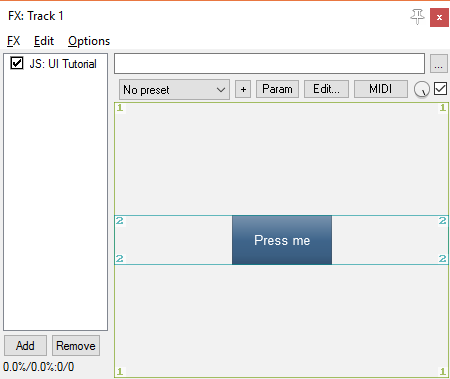 FX: Track 1
FX Edit Options
JS: UI Tutorial
...
No preset + Param Edit... MIDI
1 1
2 2
Press me
2 2
1 1
Add Remove
0.0%/0.0%:0/0